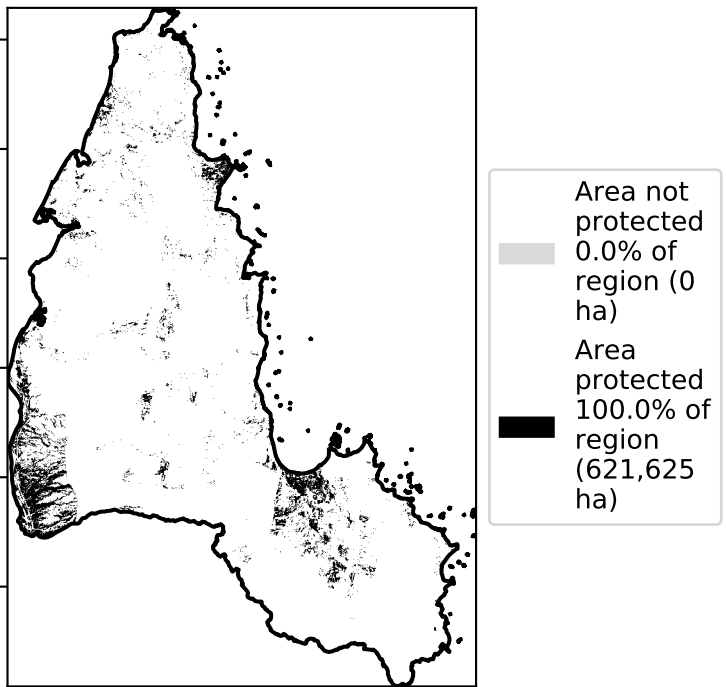 Area not
protected
0.0% of
region (0
ha)
Area
protected
100.0% of
region
(621,625
ha)